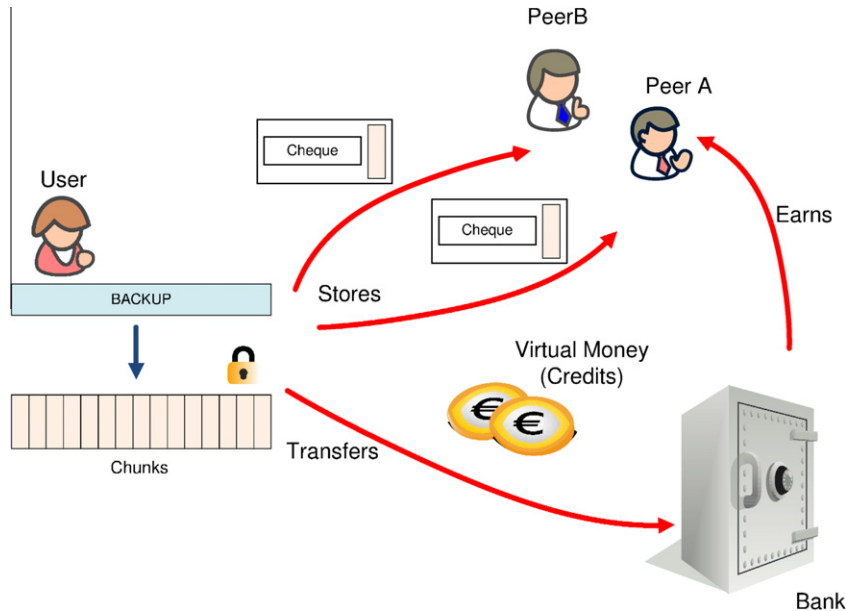 PeerB
Peer A
Cheque
User
Cheque
Earns
BACKUP
Stores
Virtual Money
(Credits)
€
€
Transfers
Chunks
Bank